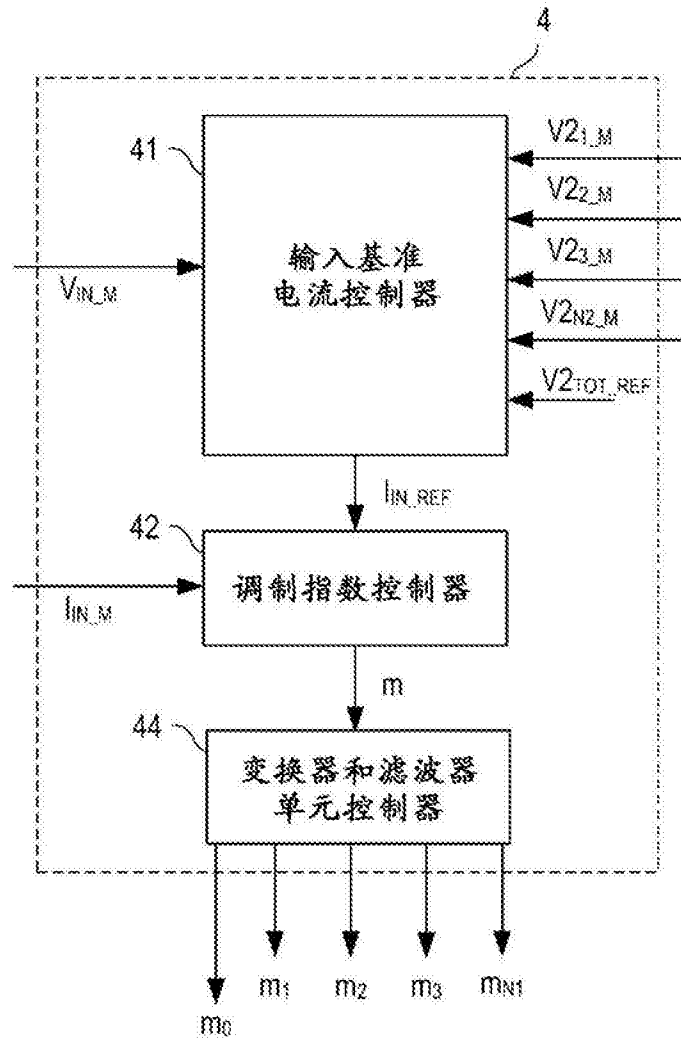 4
41
V2₁_M
V2₂_M
输入基准
电流控制器
V2₃_M
V_IN_M
V2_N2_M
V2_TOT_REF
I_IN_REF
42
调制指数控制器
I_IN_M
m
44
变换器和滤波器
单元控制器
m₁
m₂
m₃
m_N1
m₀